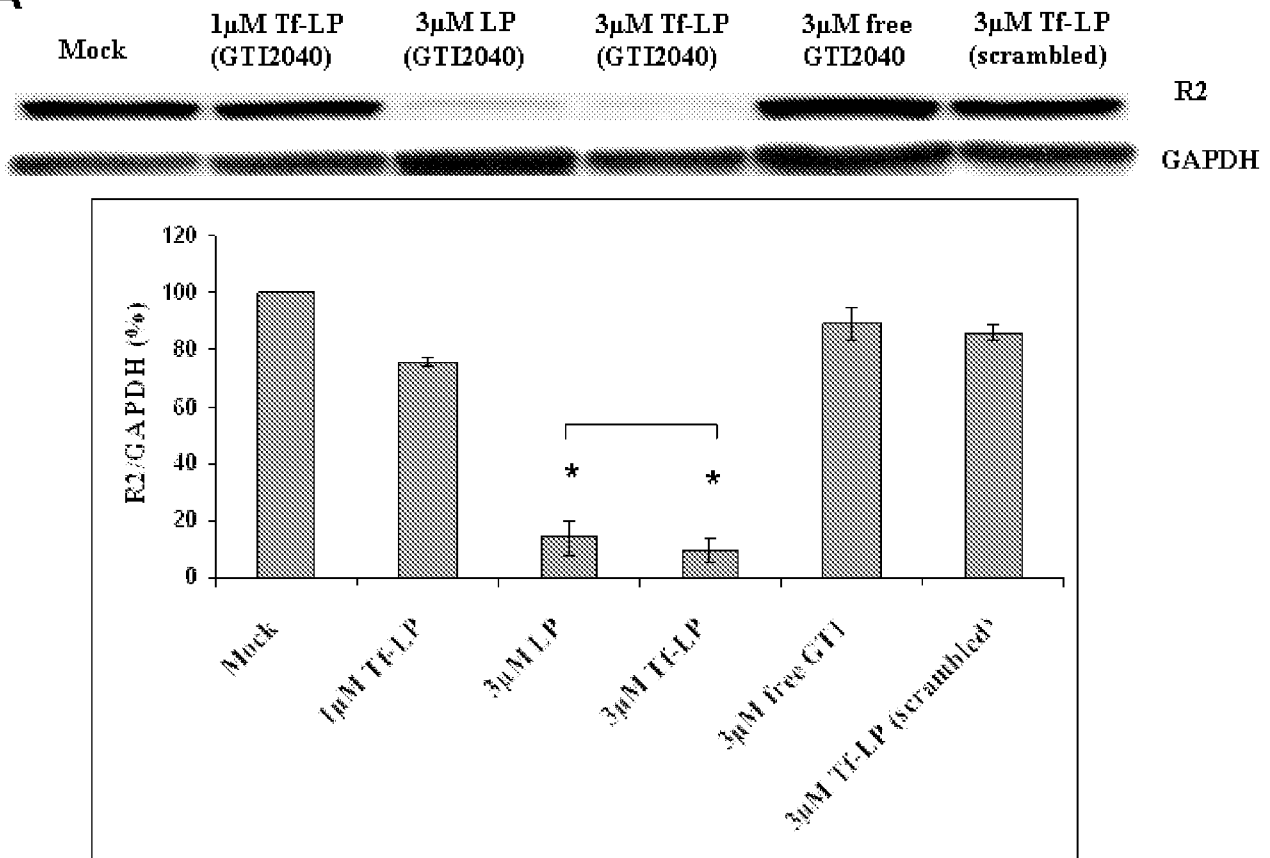 A
Mock
1μM Tf-LP
(GTI2040)
3μM LP
(GTI2040)
3μM Tf-LP
(GTI2040)
3μM free
GTI2040
3μM Tf-LP
(scrambled)
R2
GAPDH
120
100
80
60
40
20
0
R2/GAPDH (%)
*
*
Mock
1μM Tf-LP
3μM LP
3μM Tf-LP
3μM free GTI
3μM Tf-LP (scrambled)